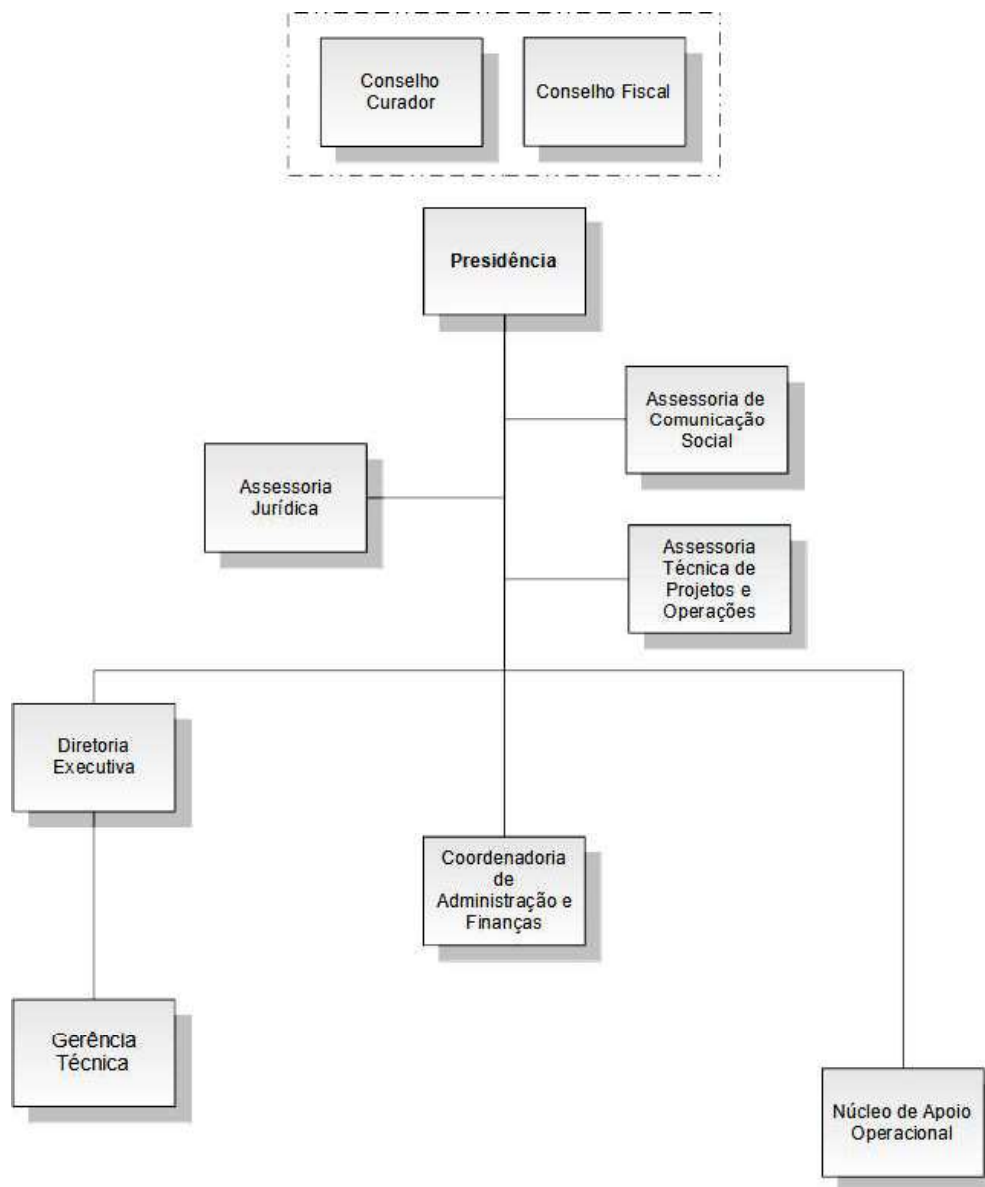 Conselho
Curador
Conselho Fiscal
Presidência
Assessoria de
Comunicação
Social
Assessoria
Jurídica
Assessoria
Técnica de
Projetos e
Operações
Diretoria
Executiva
Coordenadoria
de
Administração e
Finanças
Gerência
Técnica
Núcleo de Apoio
Operacional